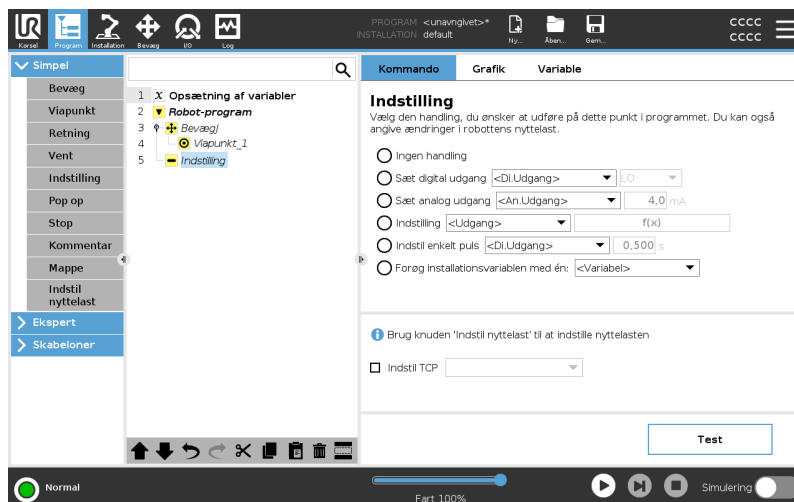 PROGRAM <unavngivet>*
INSTALLATION default
CCCC
CCCC
Kørsel
Program
Installation
Bevæg
I/O
Log
Ny...
Åben...
Gem...
Simpel
Bevæg
Viapunkt
Retning
Vent
Indstilling
Pop op
Stop
Kommentar
Mappe
Indstil
nyttelast
Ekspert
Skabeloner
1 X Opsætning af variabler
2 Robot-program
3 BevægJ
4 Viapunkt_1
5 Indstilling
Kommando Grafik Variable
Indstilling
Vælg den handling, du ønsker at udføre på dette punkt i programmet. Du kan også
angive ændringer i robottens nyttelast.
Ingen handling
Sæt digital udgang <Di.Udgang> LO
Sæt analog udgang <An.Udgang> 4,0 mA
Indstilling <Udgang> f(x)
Indstil enkelt puls <Di.Udgang> 0,500 s
Forøg installationsvariablen med én: <Variabel>
Brug knuden 'Indstil nyttelast' til at indstille nyttelasten
Indstil TCP
Test
Normal
Fart 100%
Simulering